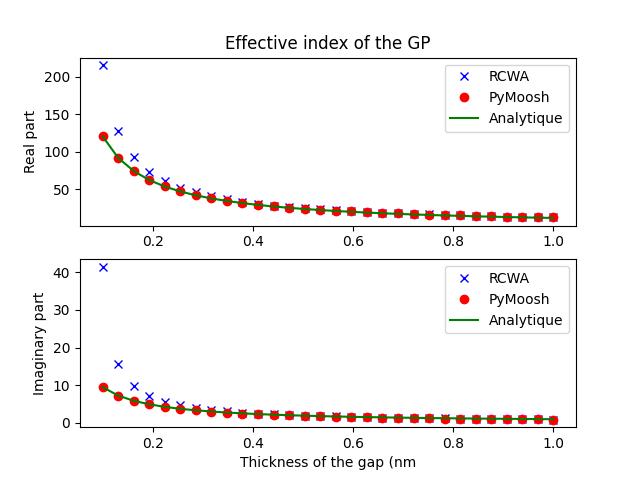 Effective index of the GP
Real part
200
150
100
50
RCWA
PyMoosh
Analytique
0.2 0.4 0.6 0.8 1.0
Imaginary part
40
30
20
10
0
RCWA
PyMoosh
Analytique
0.2 0.4 0.6 0.8 1.0
Thickness of the gap (nm